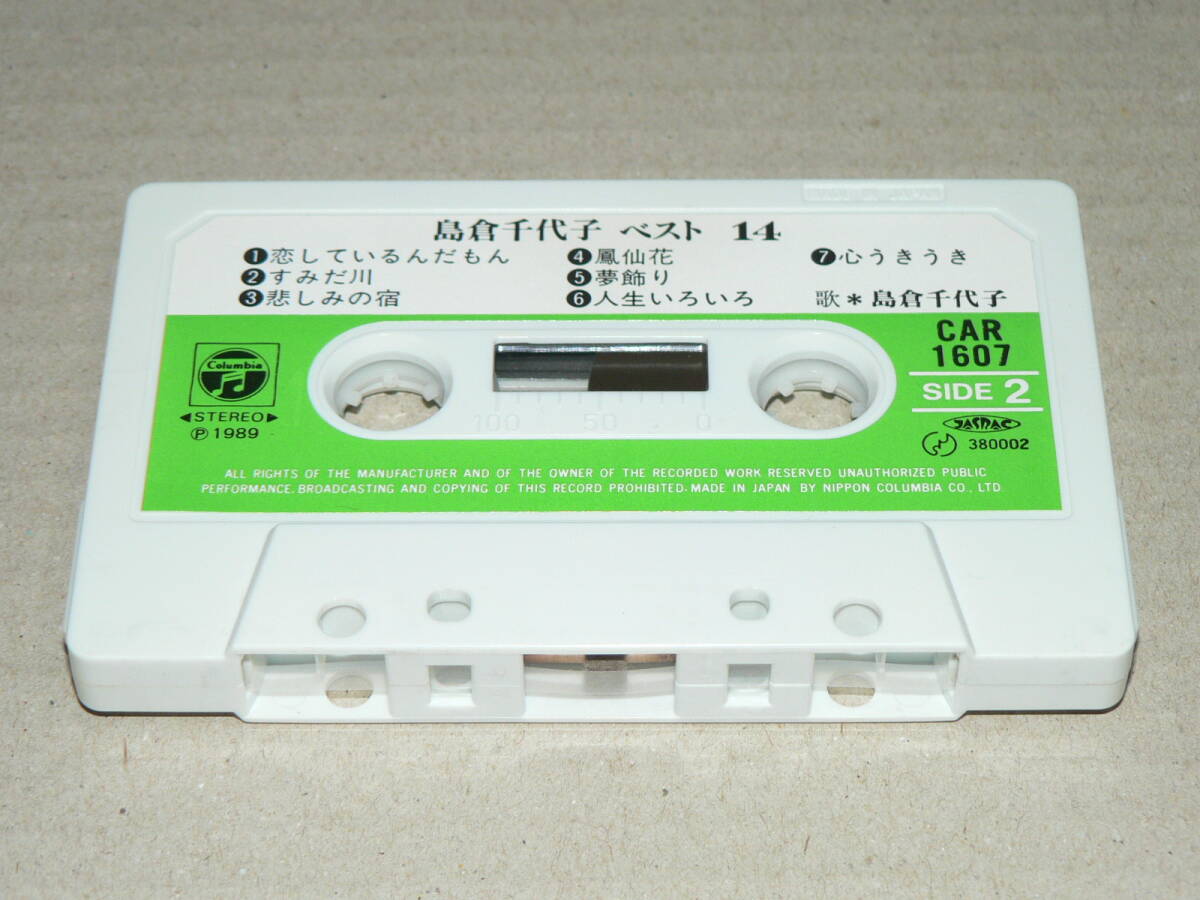 島倉千代子 ベスト 14
❶恋しているんだもん
❷すみだ川
❸悲しみの宿
❹鳳仙花
❺夢飾り
❻人生いろいろ
❼心うきうき
歌*島倉千代子
Columbia
◀STEREO▶
Ⓟ1989
CAR
1607
SIDE 2
JASRAC
380002
100 50 0
ALL RIGHTS OF THE MANUFACTURER AND OF THE OWNER OF THE RECORDED WORK RESERVED UNAUTHORIZED PUBLIC
PERFORMANCE. BROADCASTING AND COPYING OF THIS RECORD PROHIBITED. MADE IN JAPAN BY NIPPON COLUMBIA CO., LTD.